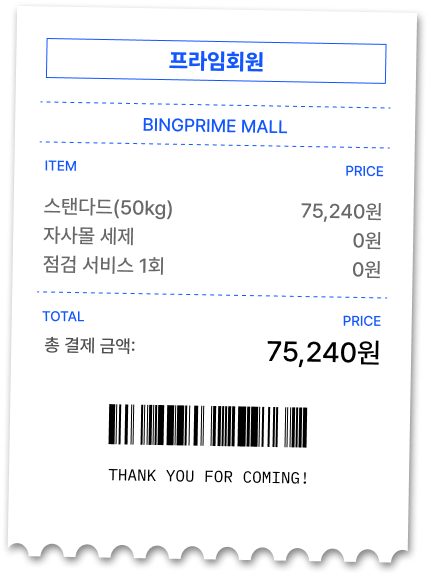 프라임회원
BINGPRIME MALL
ITEM PRICE
스탠다드(50kg) 75,240원
자사몰 세제 0원
점검 서비스 1회 0원
TOTAL PRICE
총 결제 금액: 75,240원
THANK YOU FOR COMING!